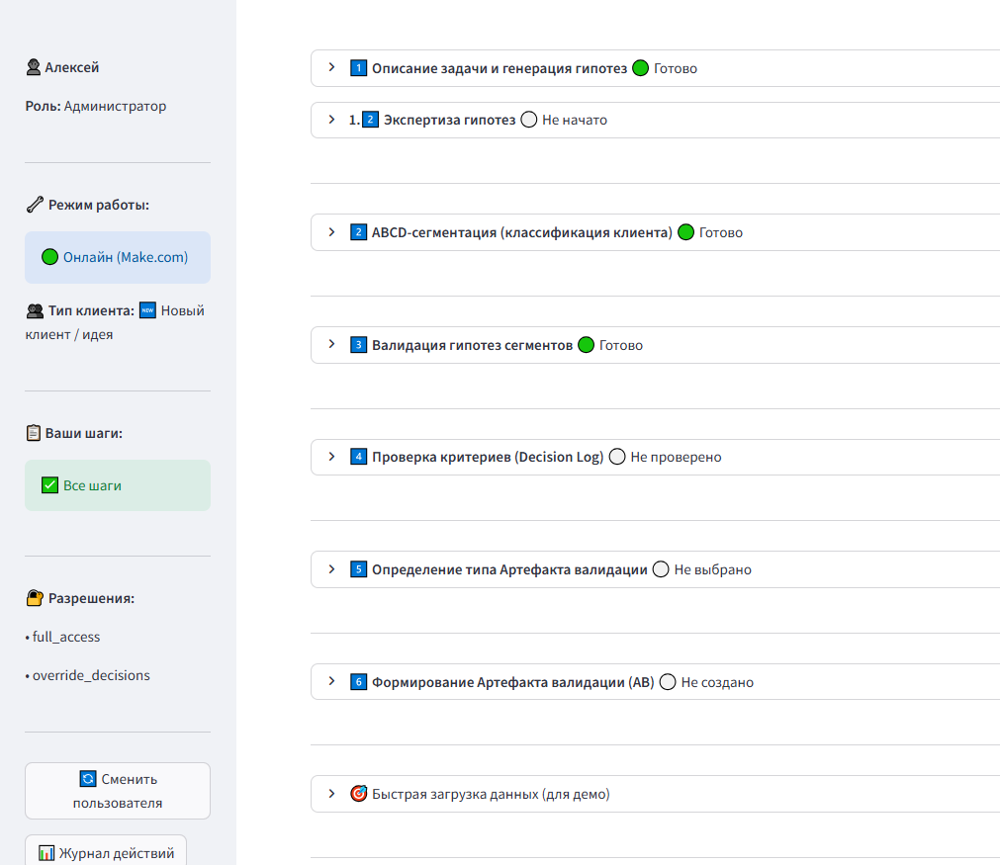 👤 Алексей
Роль: Администратор
🔧 Режим работы:
🟢 Онлайн (Make.com)
👥 Тип клиента: 🆕 Новый
клиент / идея
📋 Ваши шаги:
✅ Все шаги
🔐 Разрешения:
• full_access
• override_decisions
🔄 Сменить
пользователя
📊 Журнал действий
1️⃣ Описание задачи и генерация гипотез 🟢 Готово
1.2️⃣ Экспертиза гипотез ⚪ Не начато
2️⃣ ABCD-сегментация (классификация клиента) 🟢 Готово
3️⃣ Валидация гипотез сегментов 🟢 Готово
4️⃣ Проверка критериев (Decision Log) ⚪ Не проверено
5️⃣ Определение типа Артефакта валидации ⚪ Не выбрано
6️⃣ Формирование Артефакта валидации (АВ) ⚪ Не создано
🎯 Быстрая загрузка данных (для демо)